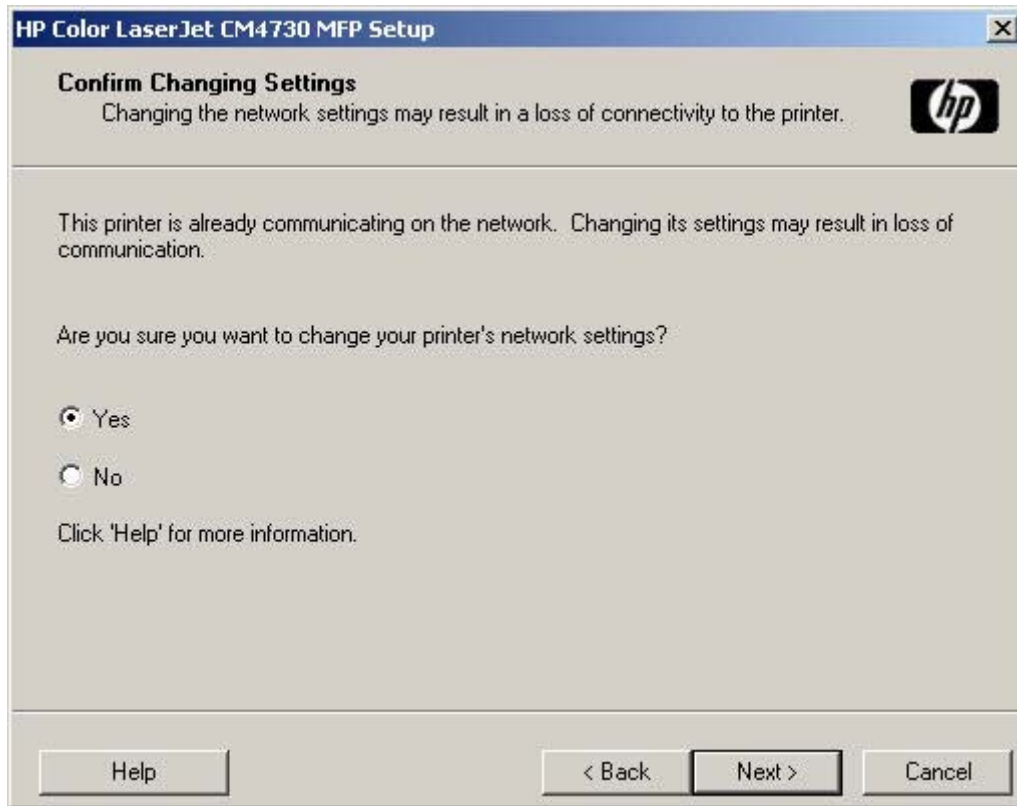 HP Color LaserJet CM4730 MFP Setup
Confirm Changing Settings
Changing the network settings may result in a loss of connectivity to the printer.
hp
This printer is already communicating on the network.  Changing its settings may result in loss of
communication.
Are you sure you want to change your printer's network settings?
Yes
No
Click 'Help' for more information.
Help
< Back
Next >
Cancel